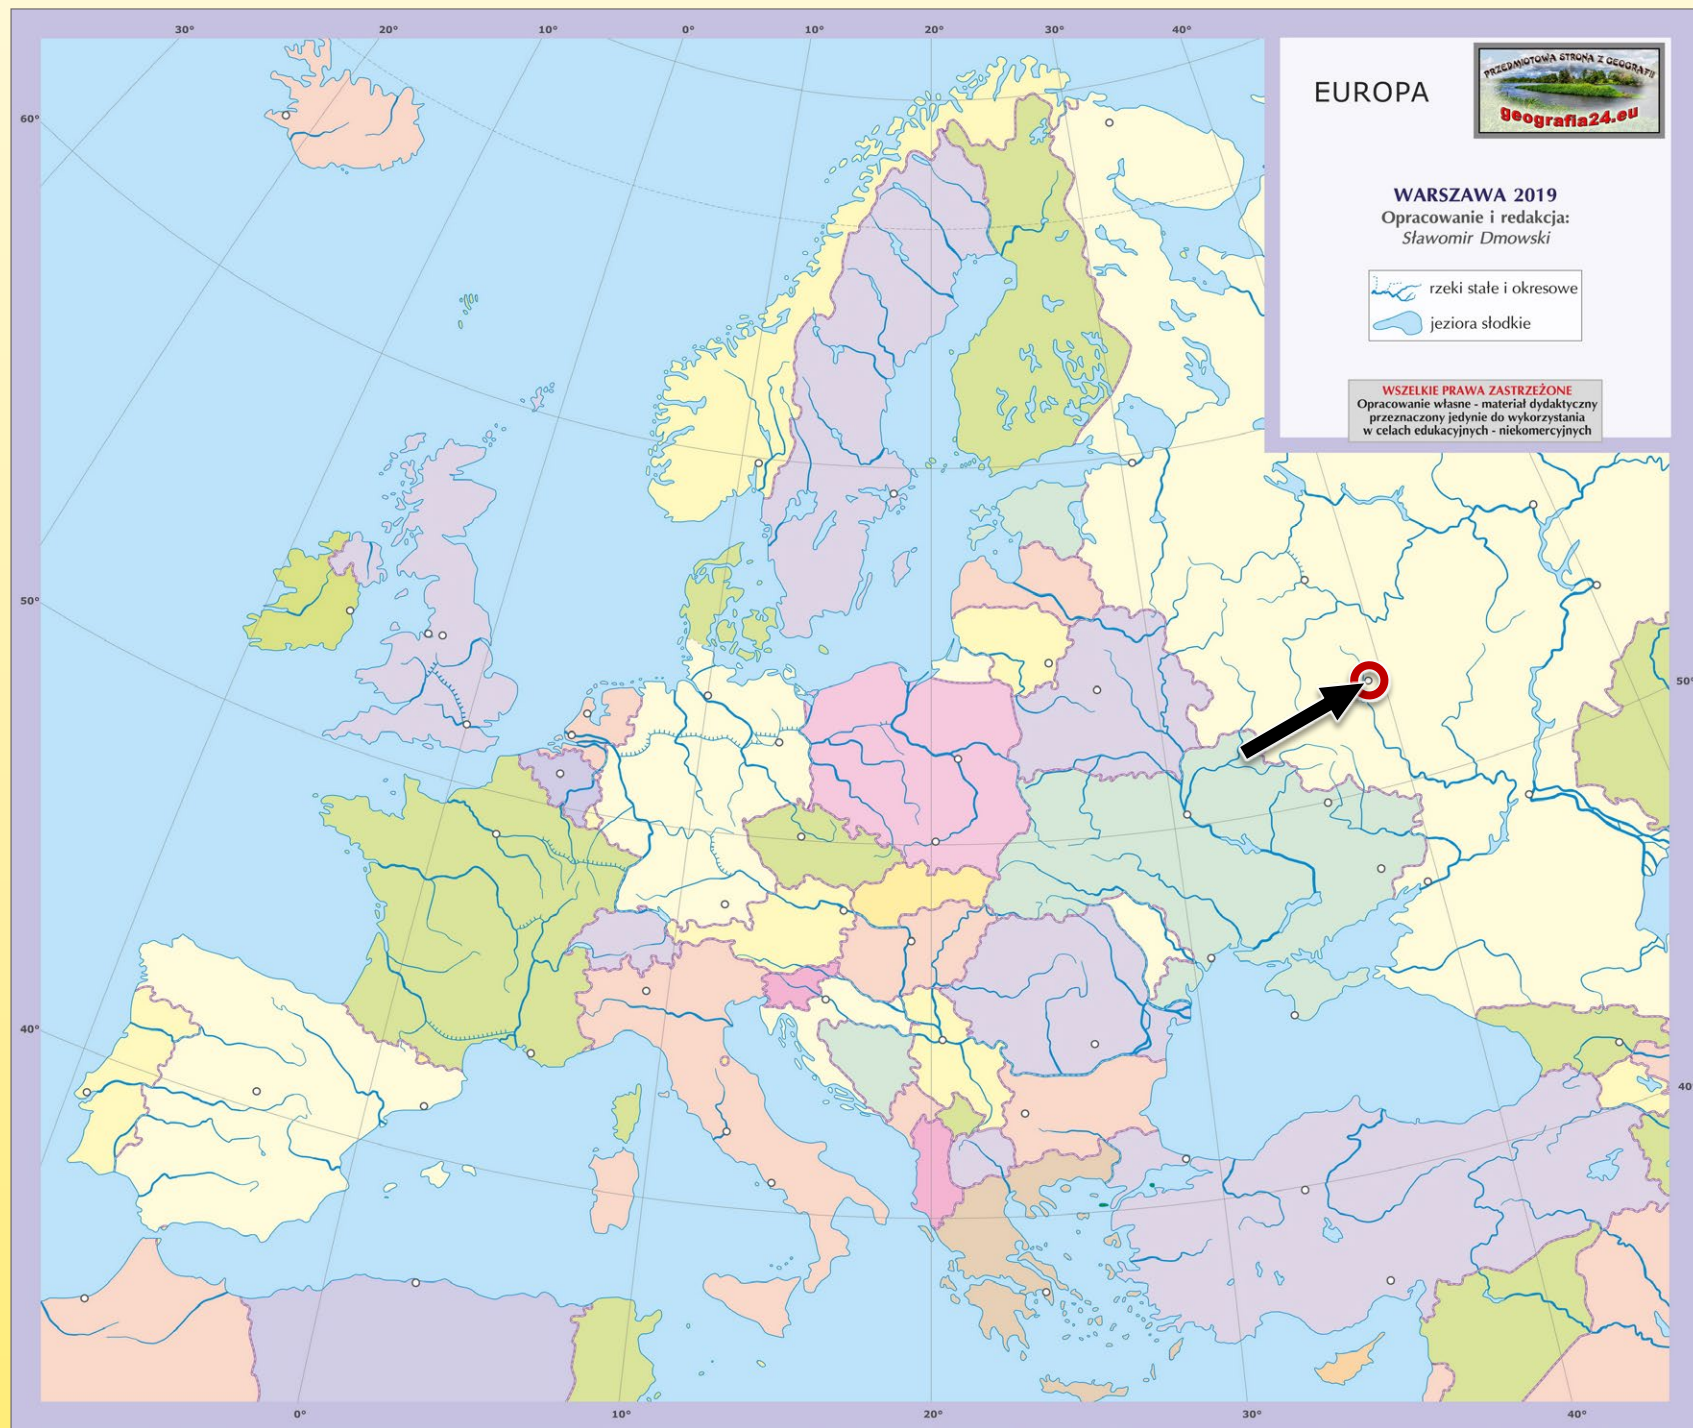 30° 20° 10° 0° 10° 20° 30° 40°
EUROPA
PRZEDMIOTOWA STRONA Z GEOGRAFII
geografia24.eu
WARSZAWA 2019
Opracowanie i redakcja:
Sławomir Dmowski
rzeki stałe i okresowe
jeziora słodkie
WSZELKIE PRAWA ZASTRZEŻONE
Opracowanie własne - materiał dydaktyczny
przeznaczony jedynie do wykorzystania
w celach edukacyjnych - niekomercyjnych
60°
50°
50°
40°
40°
0° 10° 20° 30° 40°